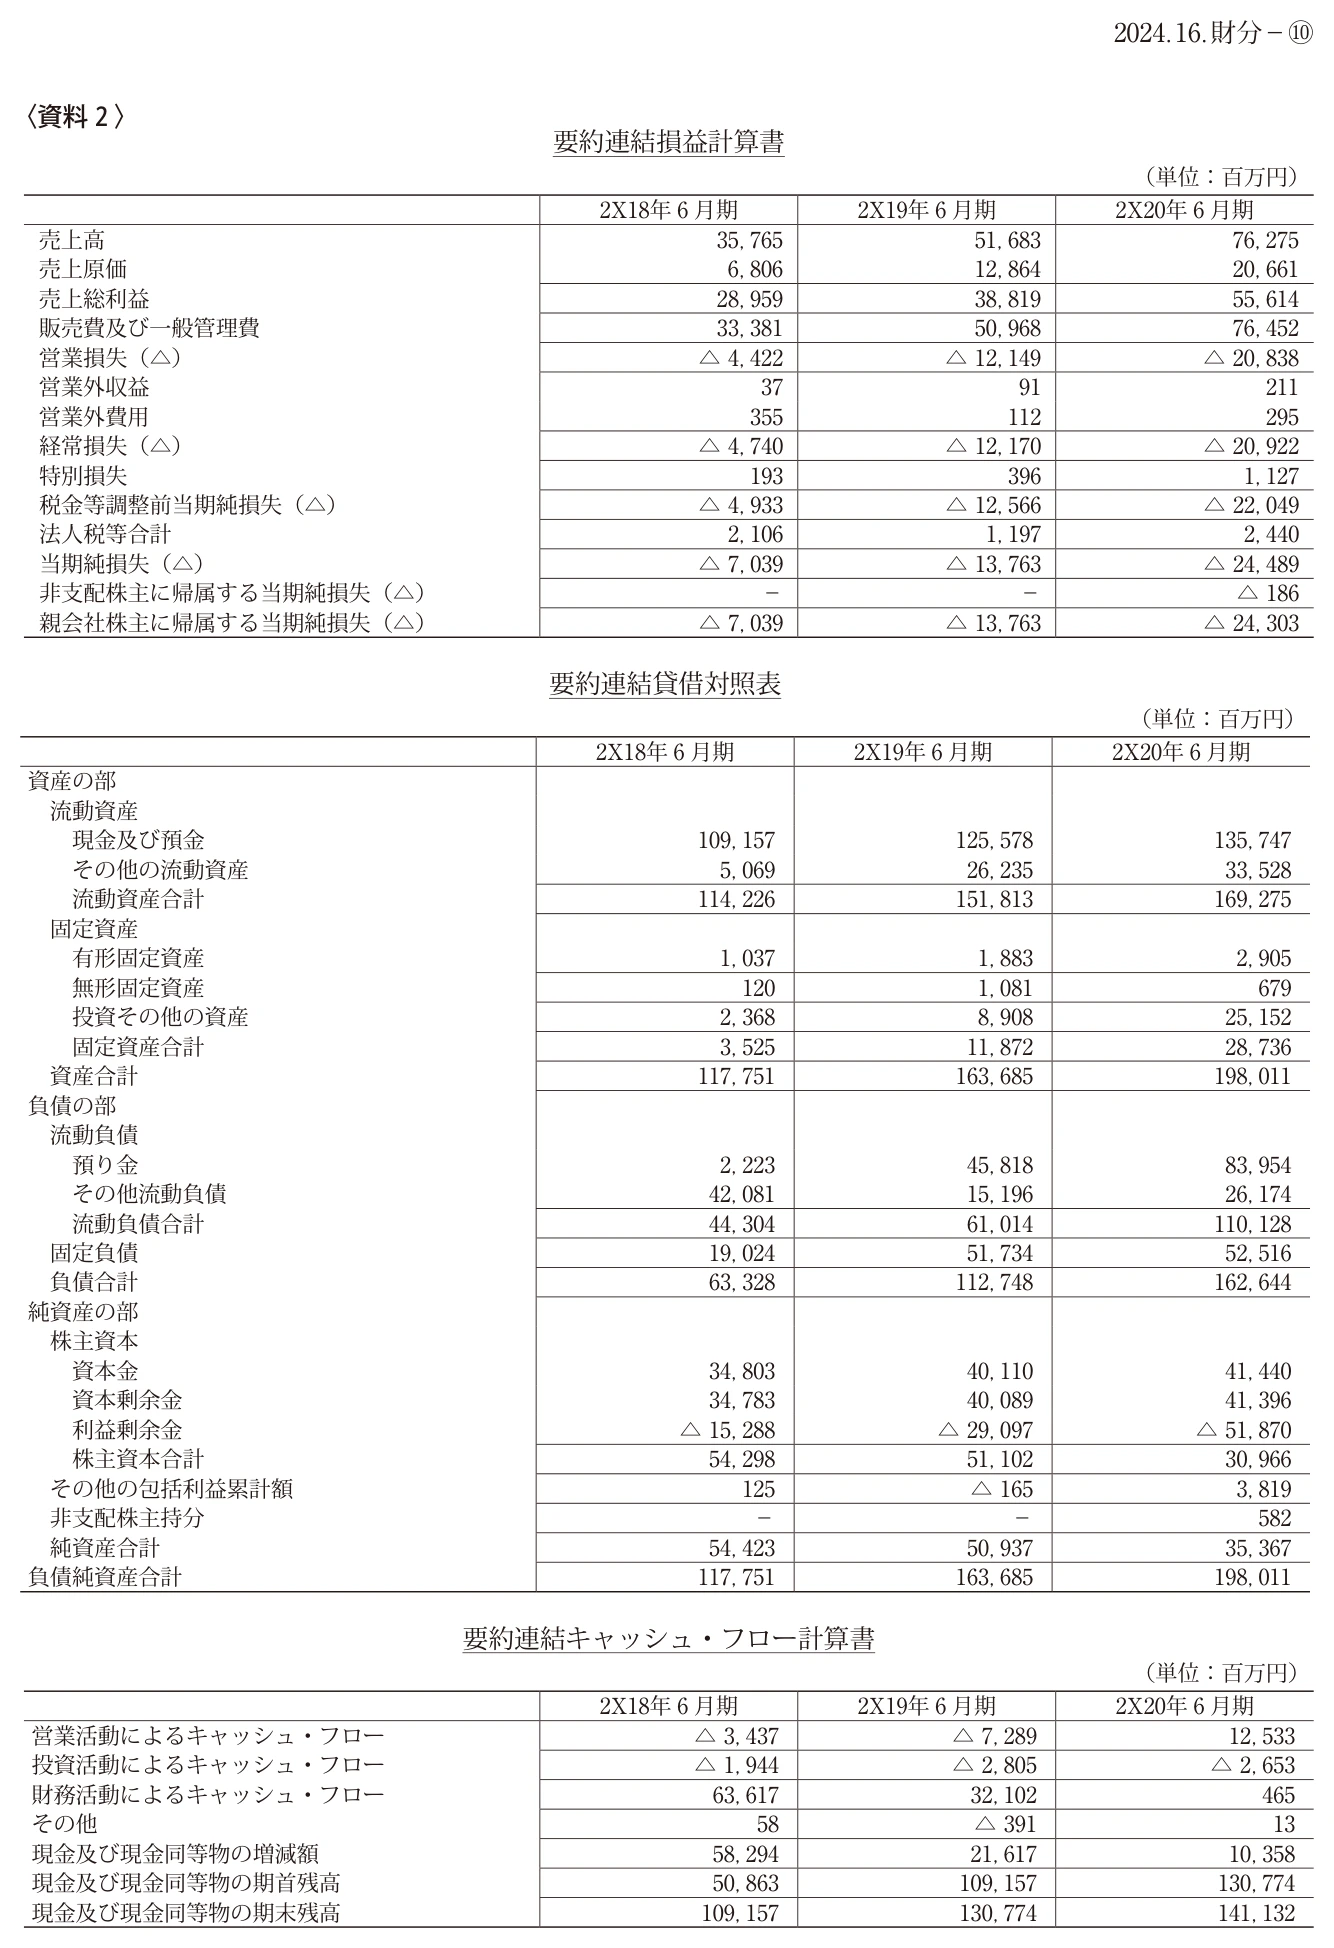 2024.16.財分－⑩
〈資料 2 〉
要約連結損益計算書
（単位：百万円）
2X18年 6 月期 2X19年 6 月期 2X20年 6 月期
売上高 35,765 51,683 76,275
売上原価 6,806 12,864 20,661
売上総利益 28,959 38,819 55,614
販売費及び一般管理費 33,381 50,968 76,452
営業損失（△） △ 4,422 △ 12,149 △ 20,838
営業外収益 37 91 211
営業外費用 355 112 295
経常損失（△） △ 4,740 △ 12,170 △ 20,922
特別損失 193 396 1,127
税金等調整前当期純損失（△） △ 4,933 △ 12,566 △ 22,049
法人税等合計 2,106 1,197 2,440
当期純損失（△） △ 7,039 △ 13,763 △ 24,489
非支配株主に帰属する当期純損失（△） － － △ 186
親会社株主に帰属する当期純損失（△） △ 7,039 △ 13,763 △ 24,303
要約連結貸借対照表
（単位：百万円）
2X18年 6 月期 2X19年 6 月期 2X20年 6 月期
資産の部
流動資産
現金及び預金 109,157 125,578 135,747
その他の流動資産 5,069 26,235 33,528
流動資産合計 114,226 151,813 169,275
固定資産
有形固定資産 1,037 1,883 2,905
無形固定資産 120 1,081 679
投資その他の資産 2,368 8,908 25,152
固定資産合計 3,525 11,872 28,736
資産合計 117,751 163,685 198,011
負債の部
流動負債
預り金 2,223 45,818 83,954
その他流動負債 42,081 15,196 26,174
流動負債合計 44,304 61,014 110,128
固定負債 19,024 51,734 52,516
負債合計 63,328 112,748 162,644
純資産の部
株主資本
資本金 34,803 40,110 41,440
資本剰余金 34,783 40,089 41,396
利益剰余金 △ 15,288 △ 29,097 △ 51,870
株主資本合計 54,298 51,102 30,966
その他の包括利益累計額 125 △ 165 3,819
非支配株主持分 － － 582
純資産合計 54,423 50,937 35,367
負債純資産合計 117,751 163,685 198,011
要約連結キャッシュ・フロー計算書
（単位：百万円）
2X18年 6 月期 2X19年 6 月期 2X20年 6 月期
営業活動によるキャッシュ・フロー △ 3,437 △ 7,289 12,533
投資活動によるキャッシュ・フロー △ 1,944 △ 2,805 △ 2,653
財務活動によるキャッシュ・フロー 63,617 32,102 465
その他 58 △ 391 13
現金及び現金同等物の増減額 58,294 21,617 10,358
現金及び現金同等物の期首残高 50,863 109,157 130,774
現金及び現金同等物の期末残高 109,157 130,774 141,132